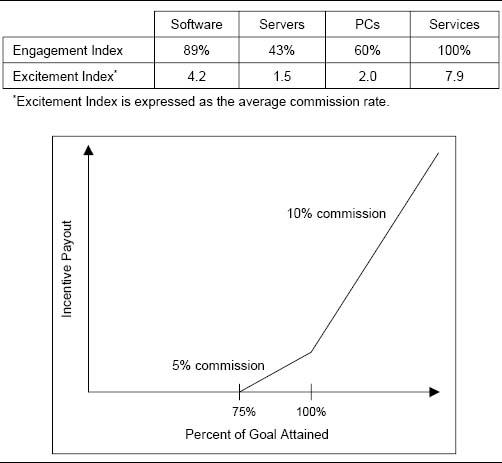 Software Servers PCs Services
Engagement Index 89% 43% 60% 100%
Excitement Index* 4.2 1.5 2.0 7.9
*Excitement Index is expressed as the average commission rate.
Incentive Payout
10% commission
5% commission
75% 100%
Percent of Goal Attained